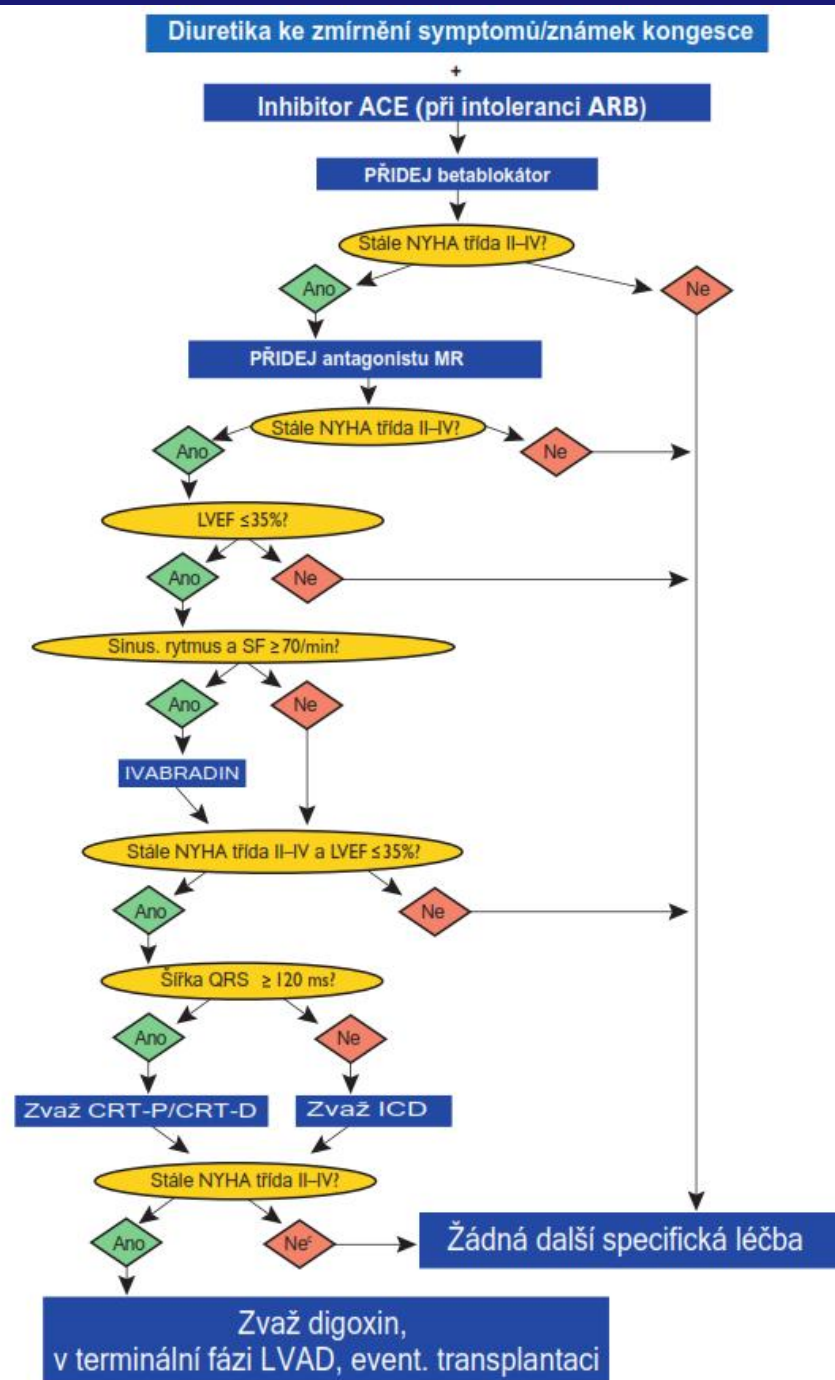 Diuretika ke zmírnění symptomů/známek kongesce
+
Inhibitor ACE (při intoleranci ARB)
PŘIDEJ betablokátor
Stále NYHA třída II–IV?
Ano
Ne
PŘIDEJ antagonistu MR
Stále NYHA třída II–IV?
Ano
Ne
LVEF ≤35%?
Ano
Ne
Sinus. rytmus a SF ≥70/min?
Ano
Ne
IVABRADIN
Stále NYHA třída II–IV a LVEF ≤35%?
Ano
Ne
Šířka QRS ≥ 120 ms?
Ano
Ne
Zvaž CRT-P/CRT-D
Zvaž ICD
Stále NYHA třída II–IV?
Ano
Neᶜ
Žádná další specifická léčba
Zvaž digoxin,
v terminální fázi LVAD, event. transplantaci